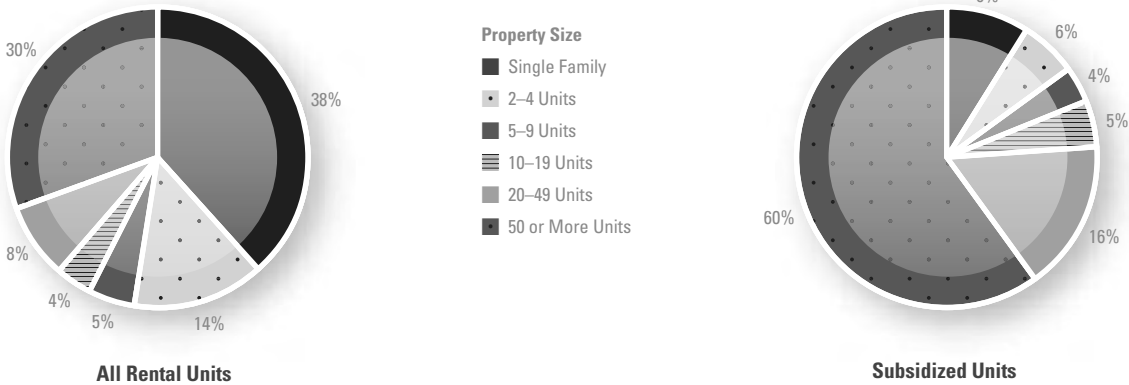 30%
38%
8%
4%
5%
14%
All Rental Units
Property Size
Single Family
2–4 Units
5–9 Units
10–19 Units
20–49 Units
50 or More Units
6%
4%
5%
16%
60%
Subsidized Units